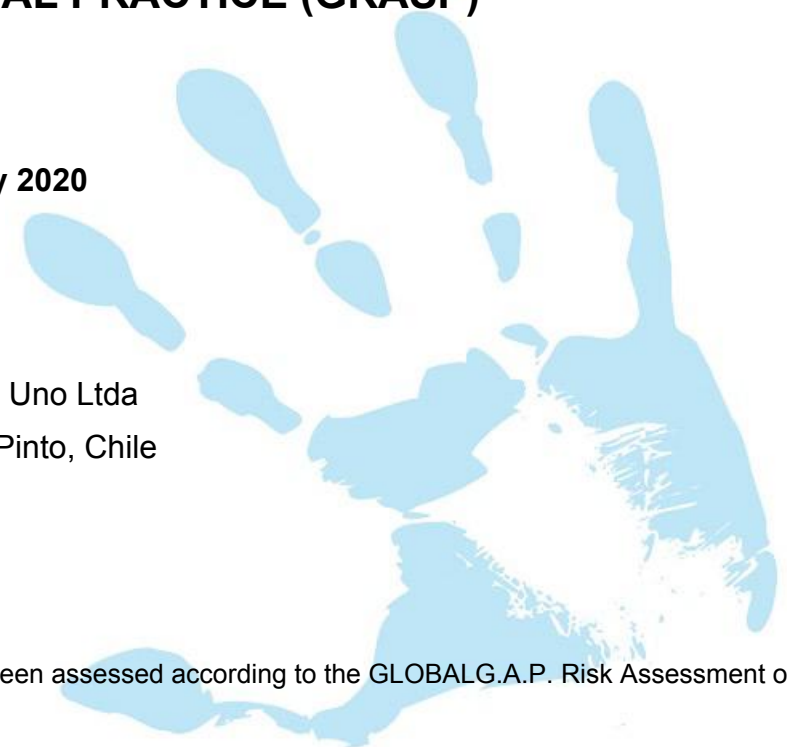 AL PRACTICE (GRASP)
y 2020
Uno Ltda
Pinto, Chile
een assessed according to the GLOBALG.A.P. Risk Assessment o